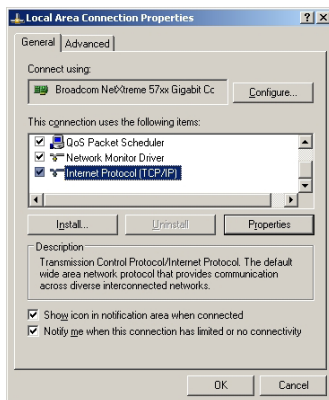 Local Area Connection Properties
General Advanced
Connect using:
Broadcom NetXtreme 57xx Gigabit Cc
Configure...
This connection uses the following items:
QoS Packet Scheduler
Network Monitor Driver
Internet Protocol (TCP/IP)
Install... Uninstall Properties
Description
Transmission Control Protocol/Internet Protocol. The default
wide area network protocol that provides communication
across diverse interconnected networks.
Show icon in notification area when connected
Notify me when this connection has limited or no connectivity
OK Cancel